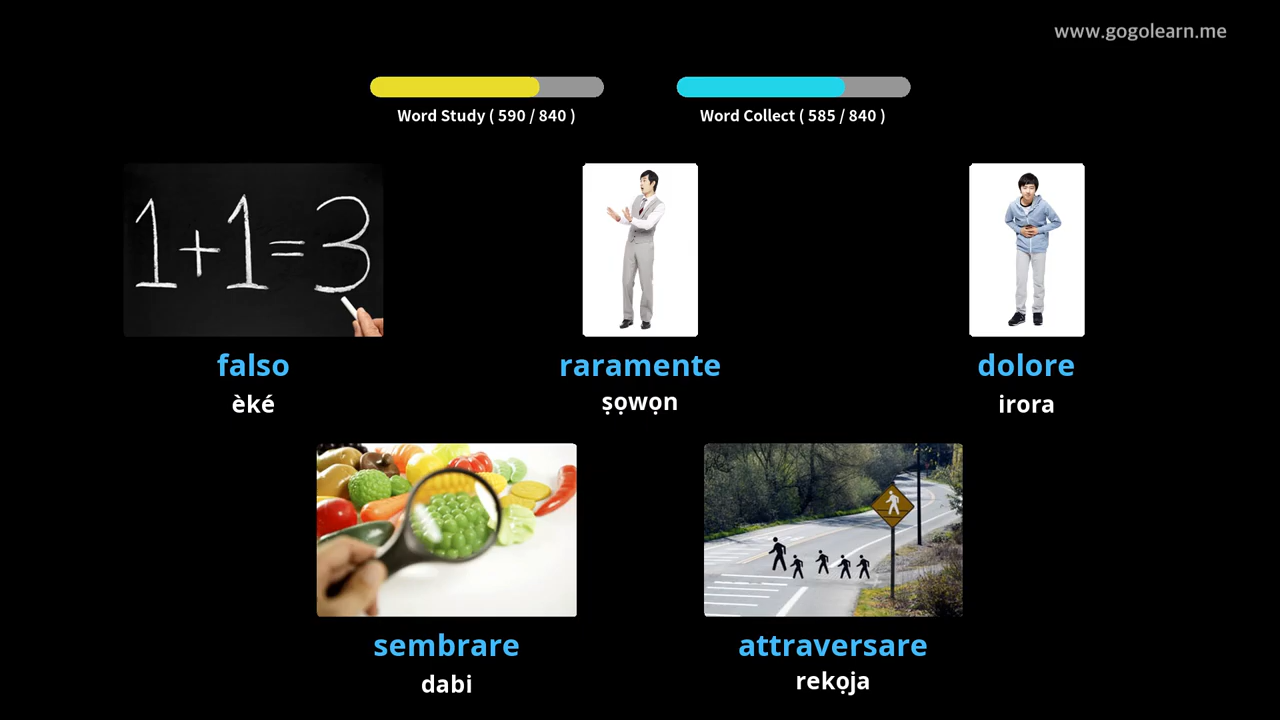 www.gogolearn.me
Word Study ( 590 / 840 )
Word Collect ( 585 / 840 )
1+1=3
falso
èké
raramente
ṣọwọn
dolore
irora
sembrare
dabi
attraversare
rekọja